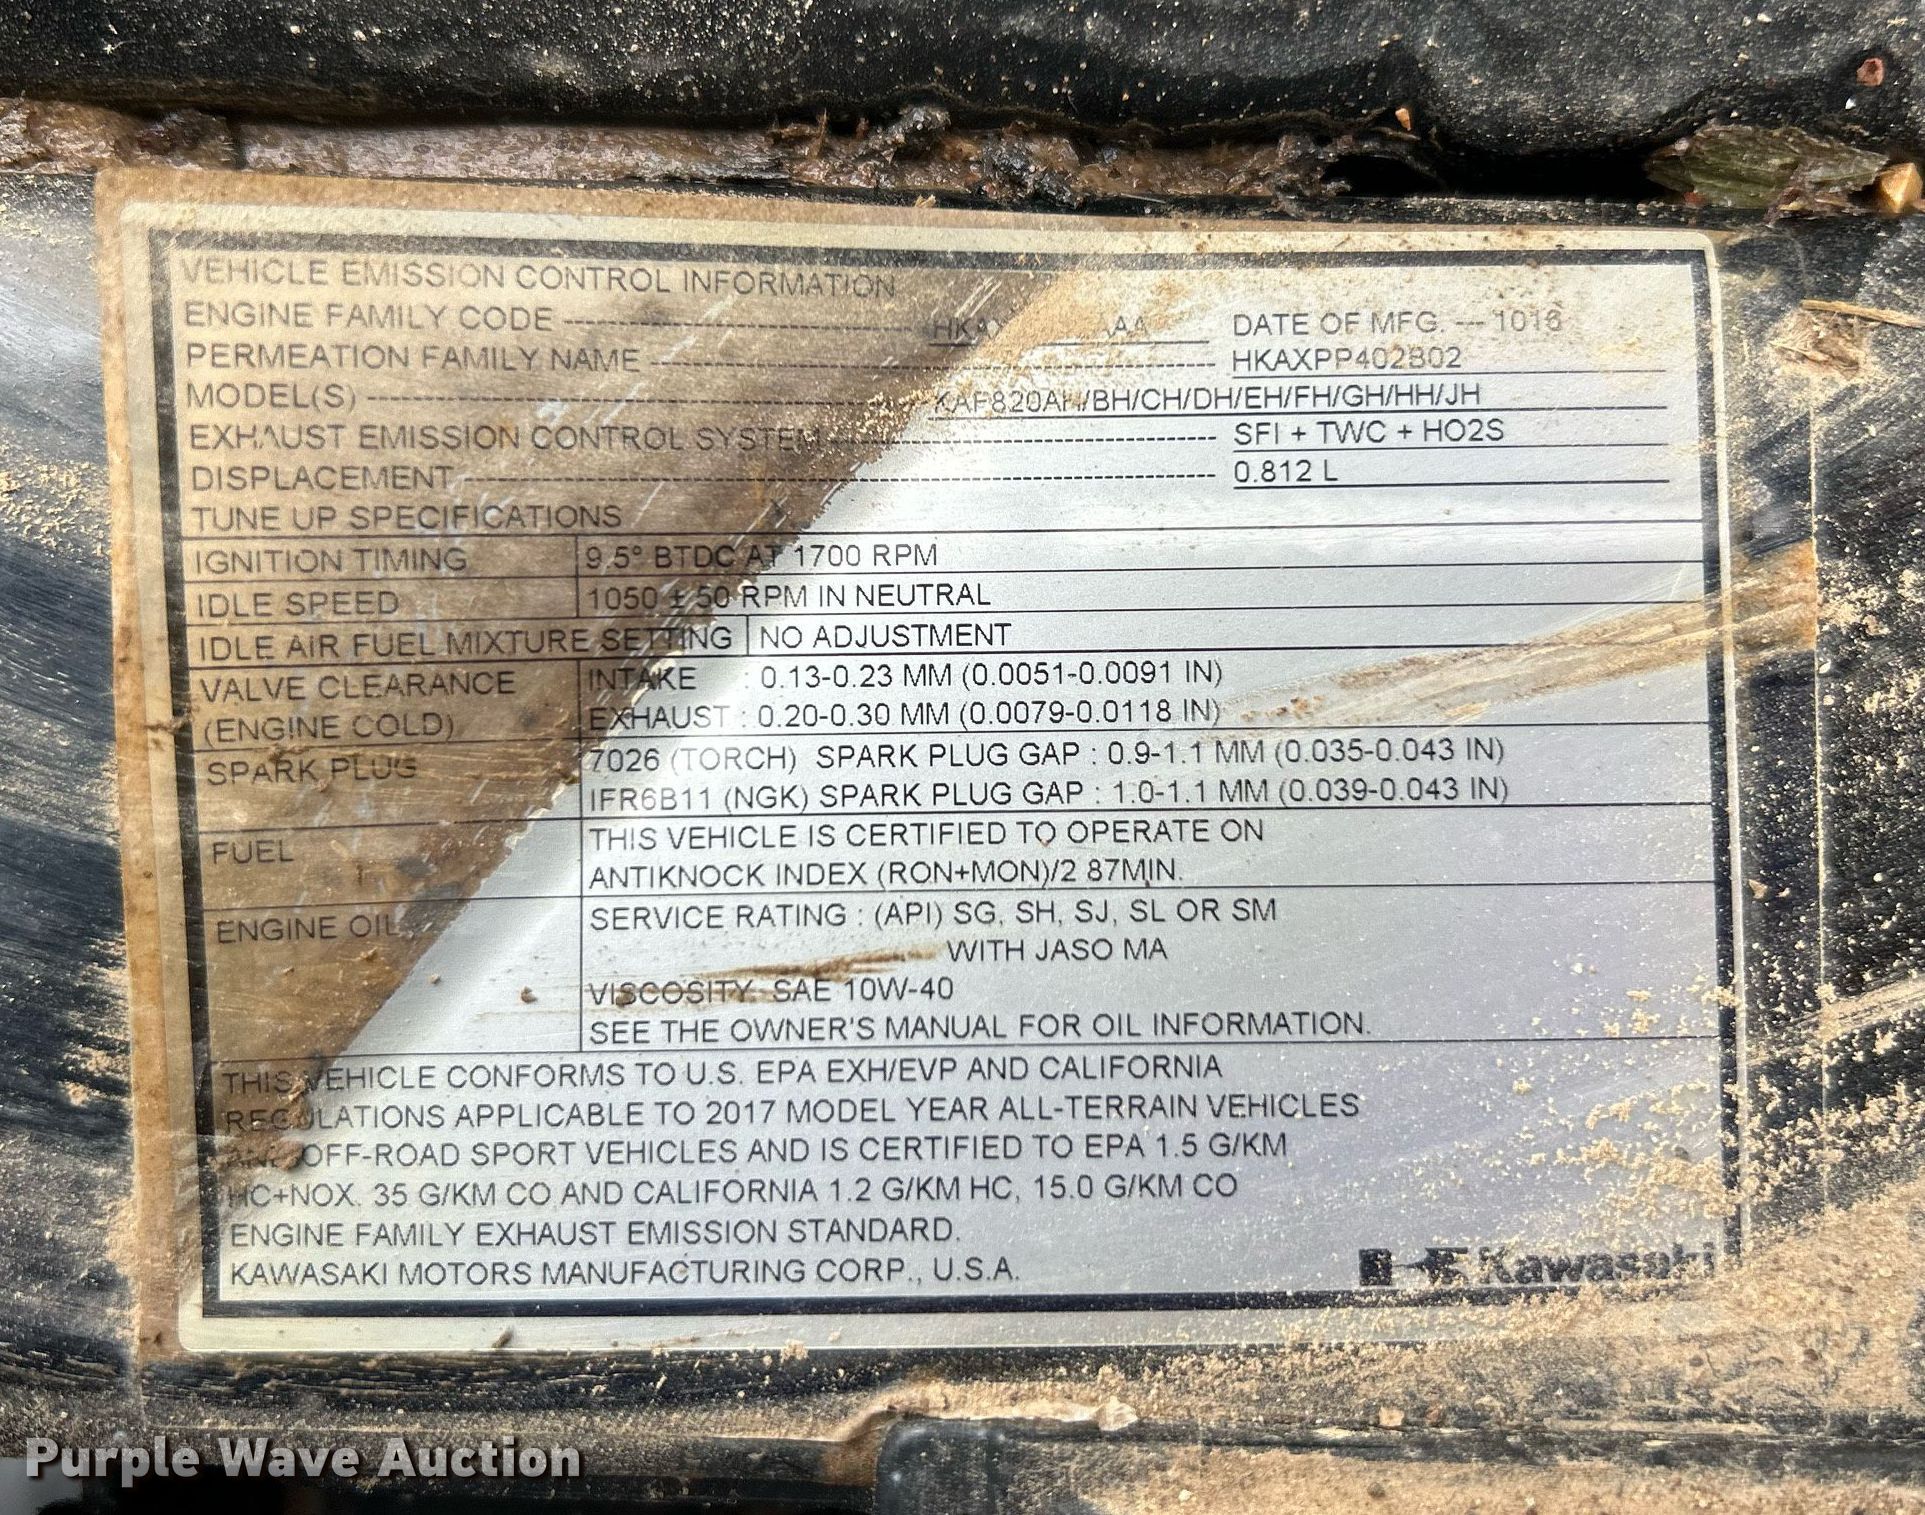 VEHICLE EMISSION CONTROL INFORMATION
ENGINE FAMILY CODE DATE OF MFG. --- 1016
PERMEATION FAMILY NAME HKAXPP402B02
MODEL(S) KAF820AH/BH/CH/DH/EH/FH/GH/HH/JH
EXHAUST EMISSION CONTROL SYSTEM SFI + TWC + HO2S
DISPLACEMENT 0.812 L
TUNE UP SPECIFICATIONS
IGNITION TIMING 9.5° BTDC AT 1700 RPM
IDLE SPEED 1050 ± 50 RPM IN NEUTRAL
IDLE AIR FUEL MIXTURE SETTING NO ADJUSTMENT
VALVE CLEARANCE INTAKE : 0.13-0.23 MM (0.0051-0.0091 IN)
(ENGINE COLD) EXHAUST : 0.20-0.30 MM (0.0079-0.0118 IN)
SPARK PLUG 7026 (TORCH) SPARK PLUG GAP : 0.9-1.1 MM (0.035-0.043 IN)
IFR6B11 (NGK) SPARK PLUG GAP : 1.0-1.1 MM (0.039-0.043 IN)
FUEL THIS VEHICLE IS CERTIFIED TO OPERATE ON
ANTIKNOCK INDEX (RON+MON)/2 87MIN.
ENGINE OIL SERVICE RATING : (API) SG, SH, SJ, SL OR SM
WITH JASO MA
VISCOSITY: SAE 10W-40
SEE THE OWNER'S MANUAL FOR OIL INFORMATION.
THIS VEHICLE CONFORMS TO U.S. EPA EXH/EVP AND CALIFORNIA
REGULATIONS APPLICABLE TO 2017 MODEL YEAR ALL-TERRAIN VEHICLES
AND OFF-ROAD SPORT VEHICLES AND IS CERTIFIED TO EPA 1.5 G/KM
HC+NOX. 35 G/KM CO AND CALIFORNIA 1.2 G/KM HC, 15.0 G/KM CO
ENGINE FAMILY EXHAUST EMISSION STANDARD.
KAWASAKI MOTORS MANUFACTURING CORP., U.S.A.
Kawasaki
Purple Wave Auction